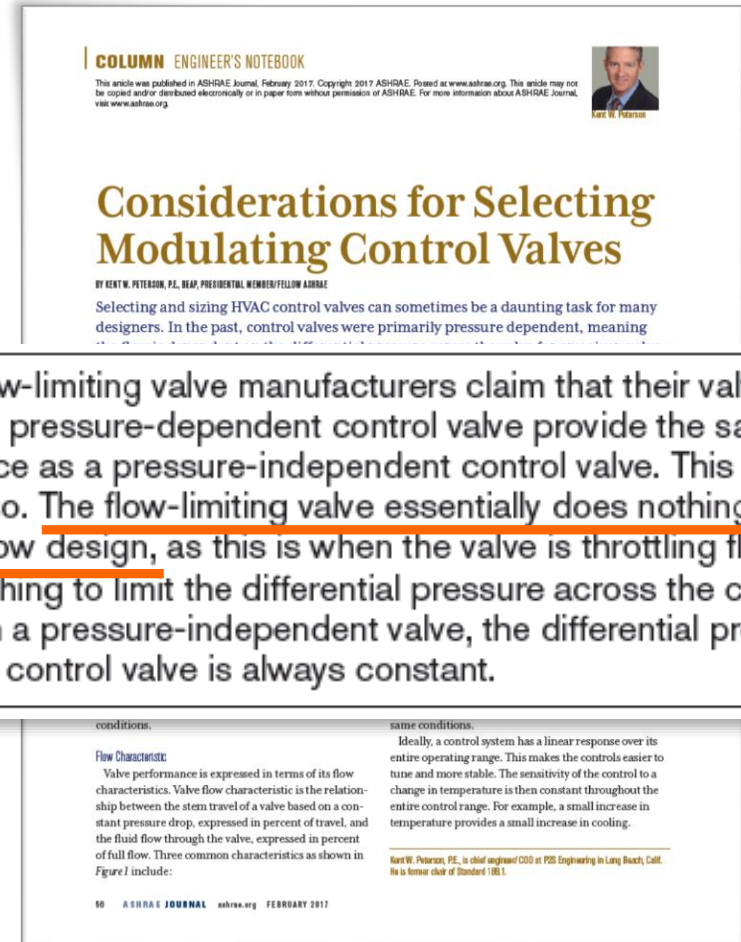 COLUMN ENGINEER'S NOTEBOOK
This article was published in ASHRAE Journal, February 2017. Copyright 2017 ASHRAE. Posted at www.ashrae.org. This article may not
be copied and/or distributed electronically or in paper form without permission of ASHRAE. For more information about ASHRAE Journal,
visit www.ashrae.org.
Kent W. Peterson
Considerations for Selecting
Modulating Control Valves
BY KENT W. PETERSON, P.E., BEAP, PRESIDENTIAL MEMBER/FELLOW ASHRAE
Selecting and sizing HVAC control valves can sometimes be a daunting task for many
designers. In the past, control valves were primarily pressure dependent, meaning
w-limiting valve manufacturers claim that their val
pressure-dependent control valve provide the sa
ce as a pressure-independent control valve. This
o. The flow-limiting valve essentially does nothing
ow design, as this is when the valve is throttling fl
hing to limit the differential pressure across the c
a pressure-independent valve, the differential pr
control valve is always constant.
conditions.
Flow Characteristic
Valve performance is expressed in terms of its flow
characteristics. Valve flow characteristic is the relation-
ship between the stem travel of a valve based on a con-
stant pressure drop, expressed in percent of travel, and
the fluid flow through the valve, expressed in percent
of full flow. Three common characteristics as shown in
Figure 1 include:
same conditions.
Ideally, a control system has a linear response over its
entire operating range. This makes the controls easier to
tune and more stable. The sensitivity of the control to a
change in temperature is then constant throughout the
entire control range. For example, a small increase in
temperature provides a small increase in cooling.
Kent W. Peterson, P.E., is chief engineer/COO at P2S Engineering in Long Beach, Calif.
He is former chair of Standard 189.1.
ASHRAE JOURNAL ashrae.org FEBRUARY 2017